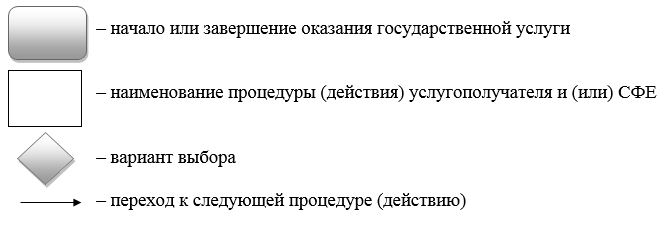 – начало или завершение оказания государственной услуги
– наименование процедуры (действия) услугополучателя и (или) СФЕ
– вариант выбора
– переход к следующей процедуре (действию)